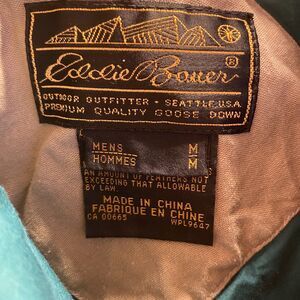 Eddie Bauer®
OUTDOOR OUTFITTER • SEATTLE, U.S.A.
PREMIUM QUALITY GOOSE DOWN
MENS M
HOMMES M
AN AMOUNT OF FEATHERS NOT
EXCEEDING THAT ALLOWABLE
BY LAW
MADE IN CHINA
FABRIQUE EN CHINE
CA 00665 WPL9647